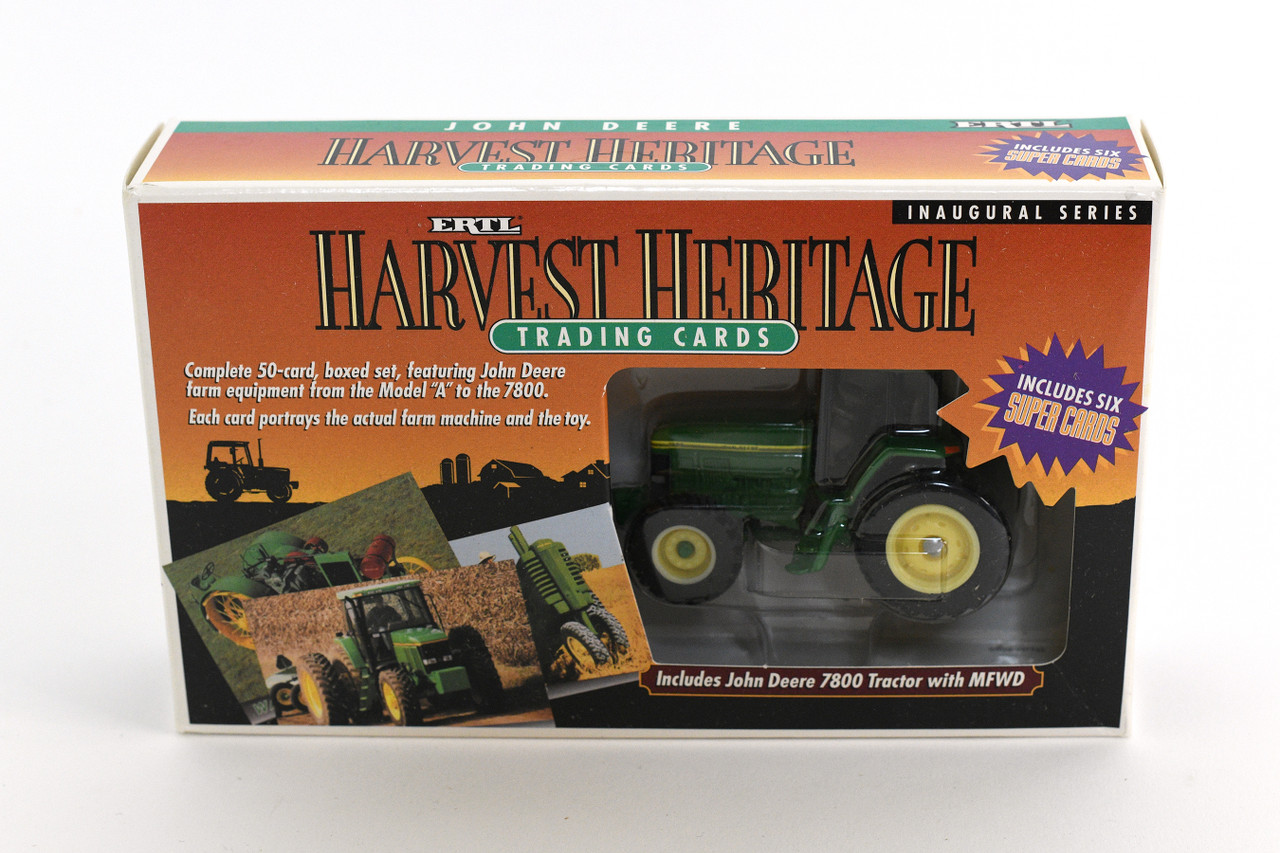 JOHN DEERE
ERTL
HARVEST HERITAGE
TRADING CARDS
INCLUDES SIX
SUPER CARDS
INAUGURAL SERIES
ERTL®
HARVEST HERITAGE
TRADING CARDS
Complete 50-card, boxed set, featuring John Deere
farm equipment from the Model "A" to the 7800.
Each card portrays the actual farm machine and the toy.
INCLUDES SIX
SUPER CARDS
Includes John Deere 7800 Tractor with MFWD